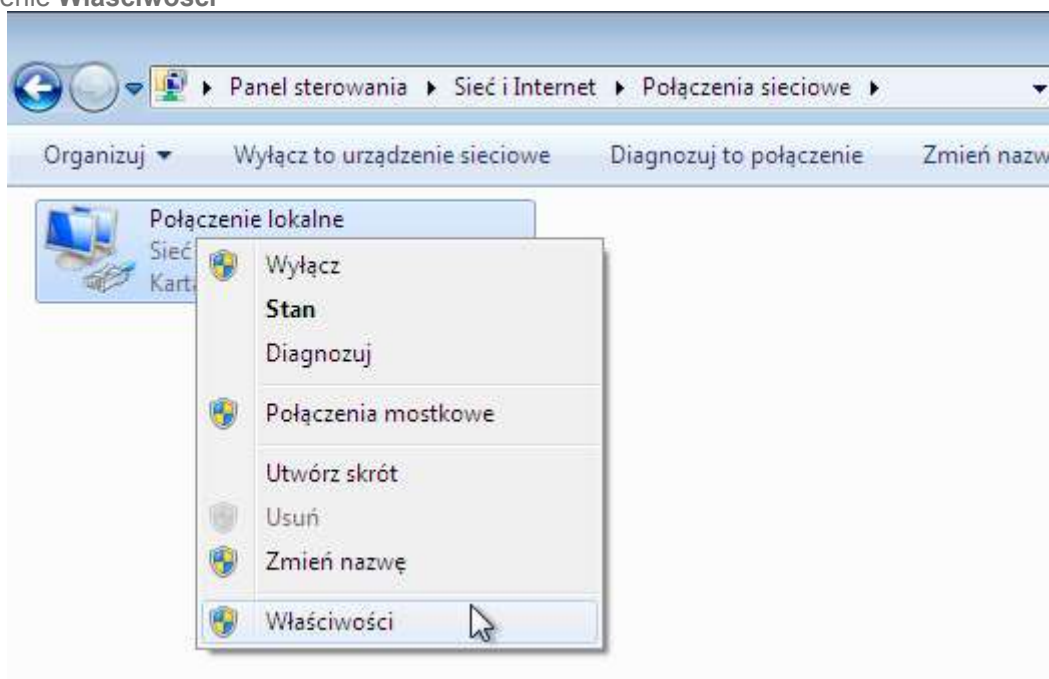 Właściwości
Panel sterowania Sieć i Internet Połączenia sieciowe
Organizuj Wyłącz to urządzenie sieciowe Diagnozuj to połączenie Zmień
Połączenie lokalne
Sieć
Wyłącz
Stan
Diagnozuj
Połączenia mostkowe
Utwórz skrót
Usuń
Zmień nazwę
Właściwości